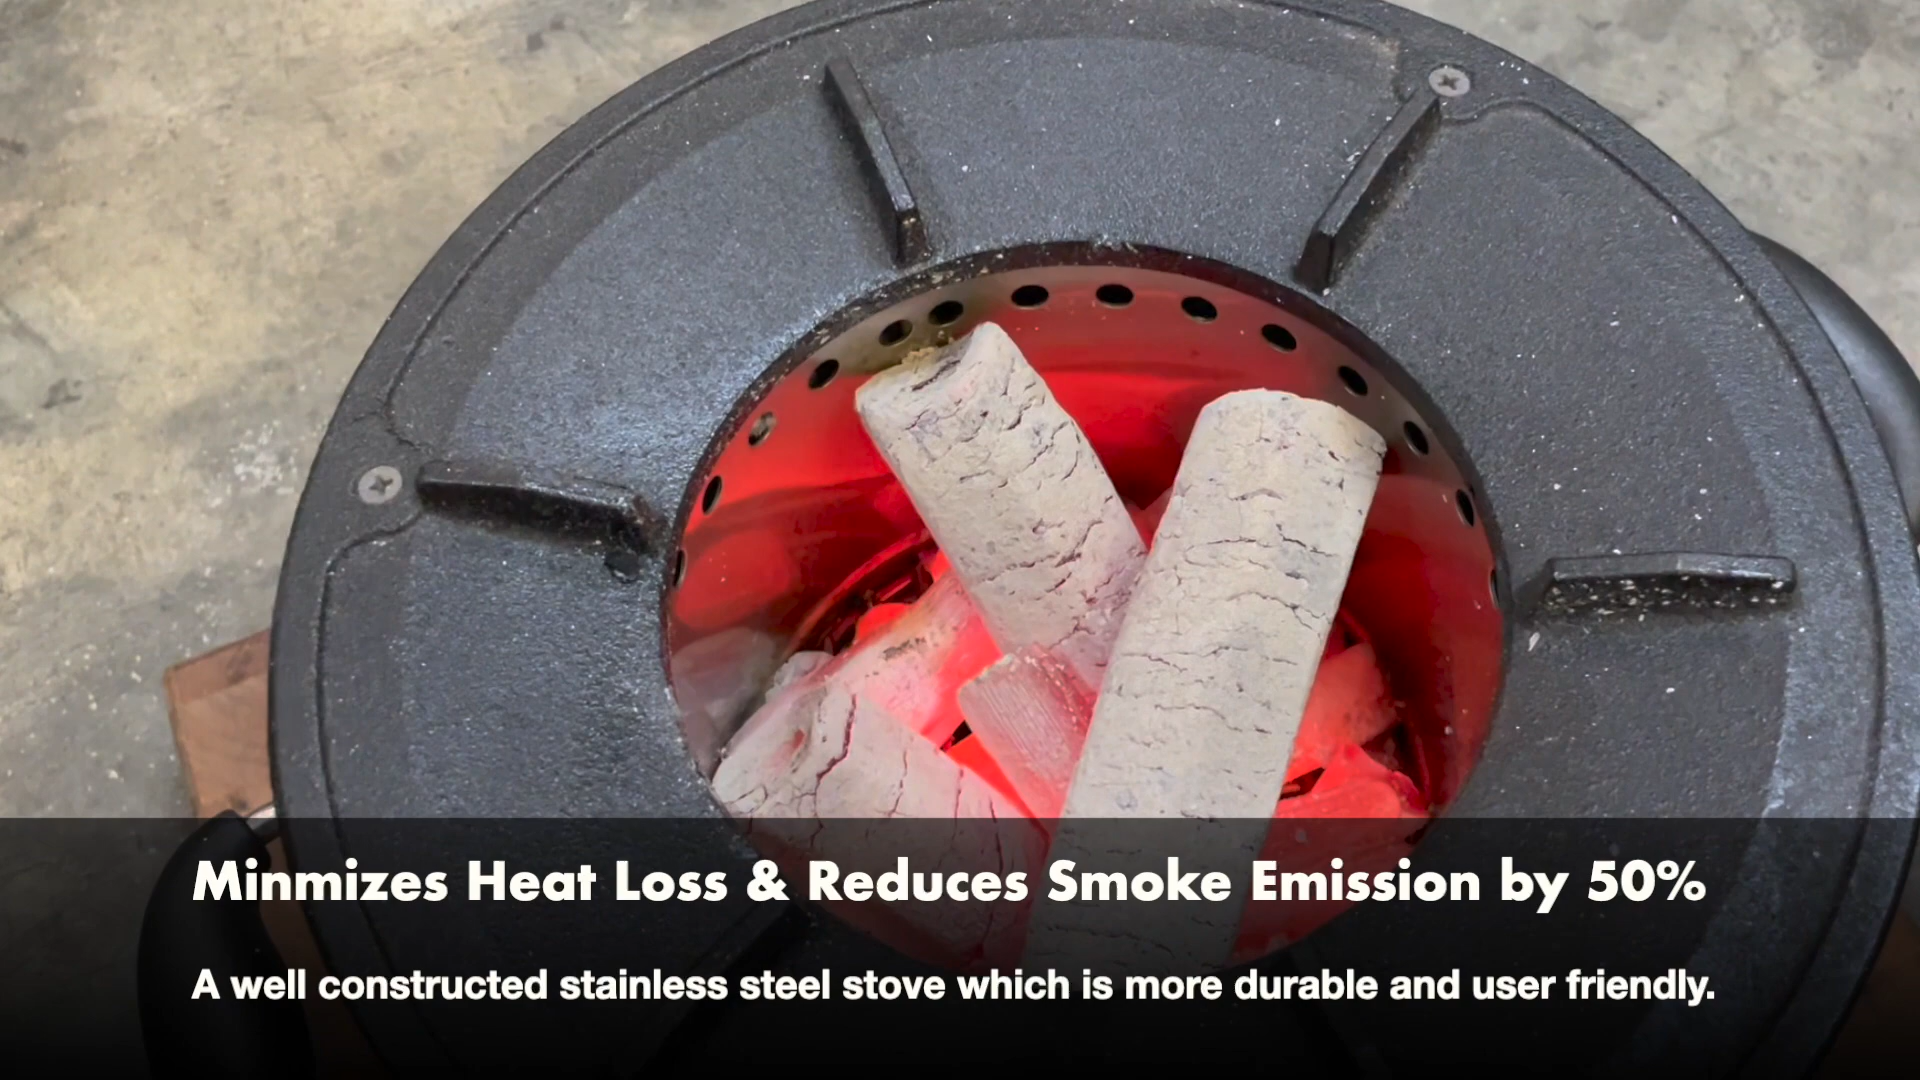 Minmizes Heat Loss & Reduces Smoke Emission by 50%
A well constructed stainless steel stove which is more durable and user friendly.